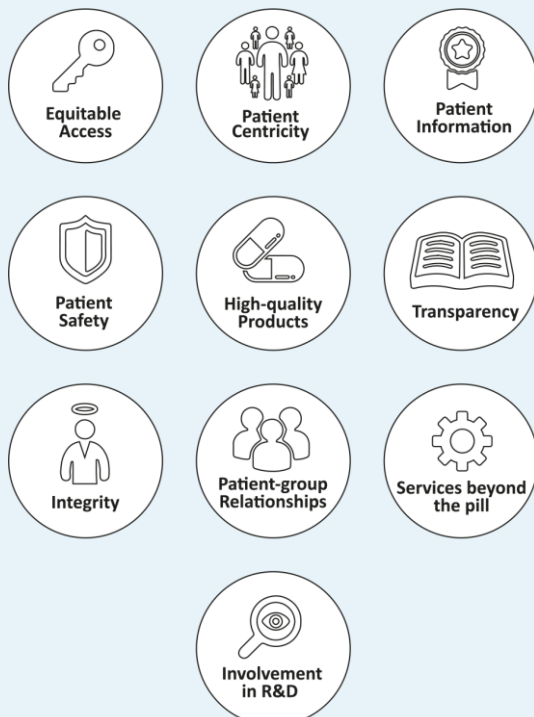 Equitable
Access
Patient
Centricity
Patient
Information
Patient
Safety
High-quality
Products
Transparency
Integrity
Patient-group
Relationships
Services beyond
the pill
Involvement
in R&D